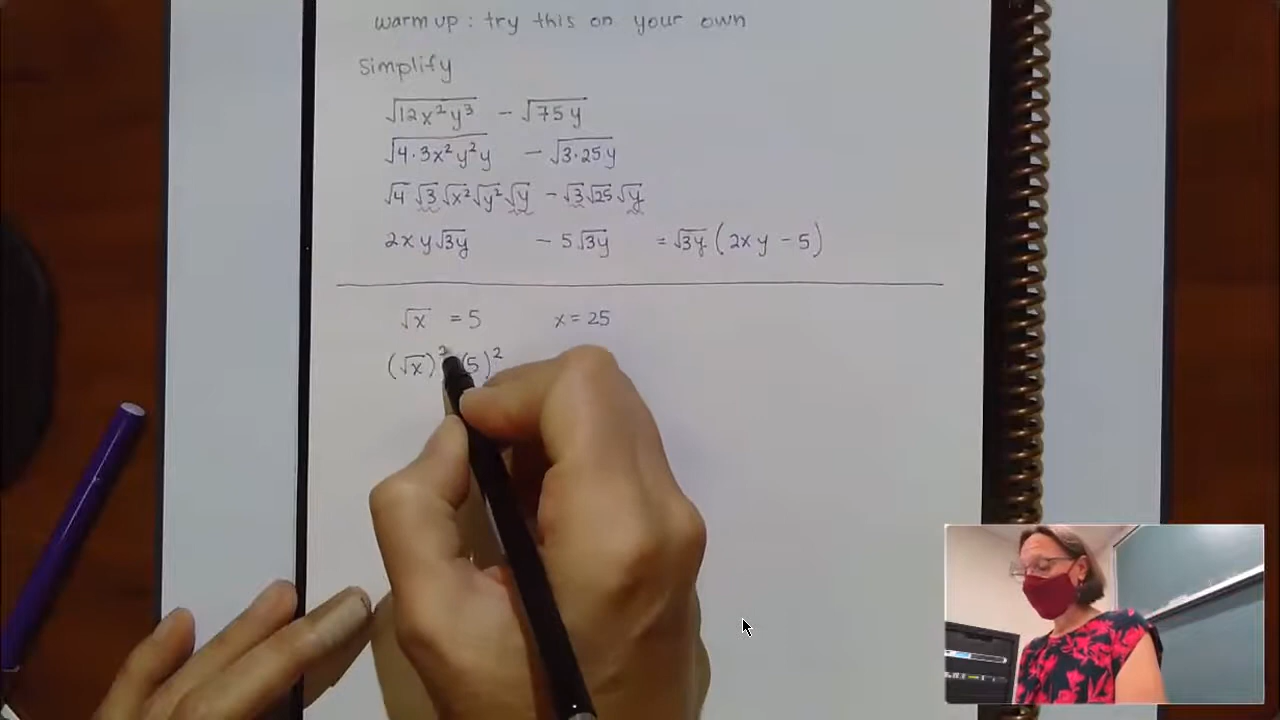 warm up : try this on your own
simplify
√12x²y³ - √75y
√4·3x²y²y - √3·25y
√4 √3 √x² √y² √y - √3 √25 √y
2xy√3y - 5√3y = √3y (2xy - 5)
√x = 5 x = 25
(√x)² (5)²